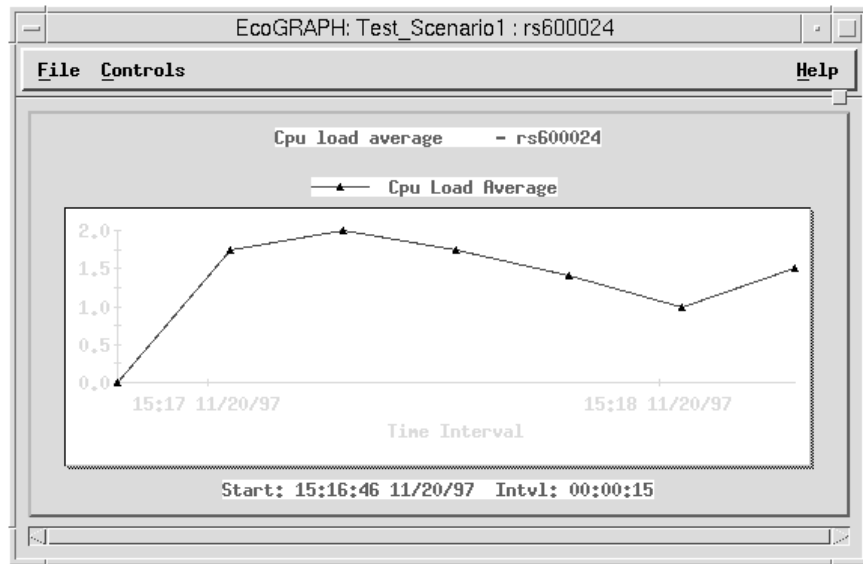 EcoGRAPH: Test_Scenario1 : rs600024
File Controls Help
Cpu load average - rs600024
Cpu Load Average
2.0
1.5
1.0
0.5
0.0
15:17 11/20/97 15:18 11/20/97
Time Interval
Start: 15:16:46 11/20/97 Intvl: 00:00:15